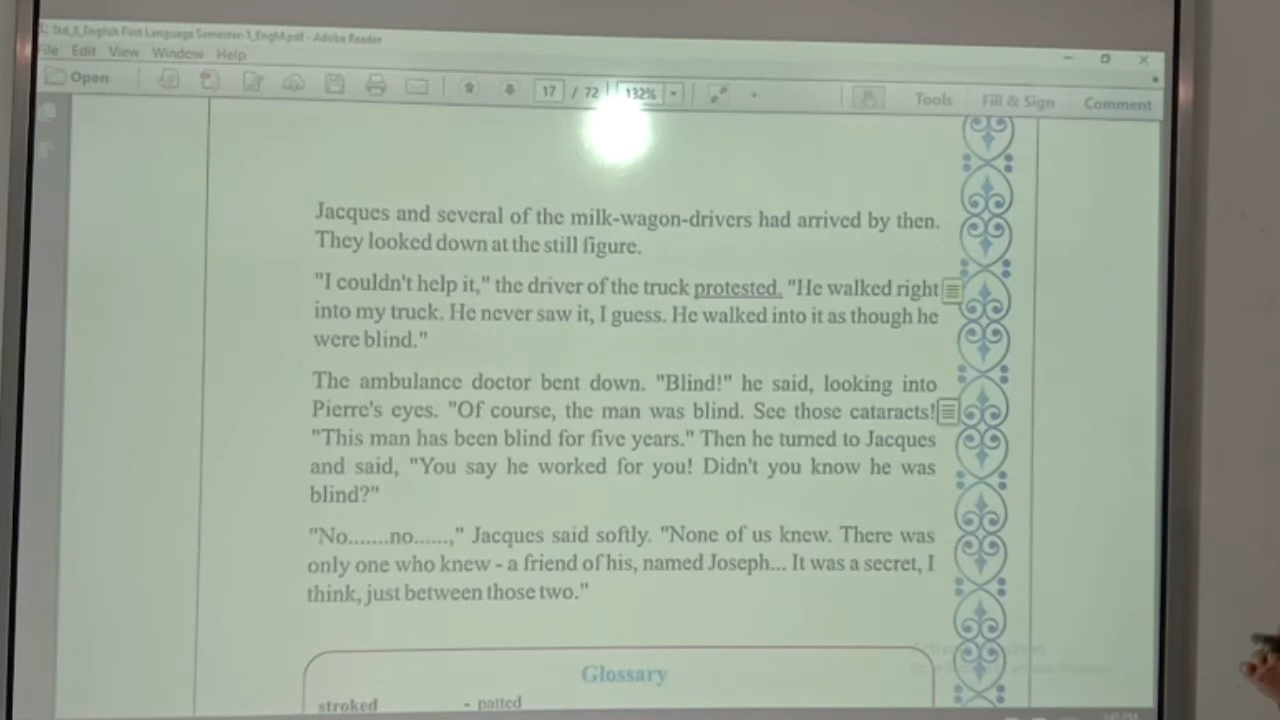 Std_8_English First Language Semester-1_EngM.pdf - Adobe Reader
File Edit View Window Help
Open 17 / 72 132% Tools Fill & Sign Comment
Jacques and several of the milk-wagon-drivers had arrived by then.
They looked down at the still figure.
"I couldn't help it," the driver of the truck protested. "He walked right
into my truck. He never saw it, I guess. He walked into it as though he
were blind."
The ambulance doctor bent down. "Blind!" he said, looking into
Pierre's eyes. "Of course, the man was blind. See those cataracts!
"This man has been blind for five years." Then he turned to Jacques
and said, "You say he worked for you! Didn't you know he was
blind?"
"No.......no......," Jacques said softly. "None of us knew. There was
only one who knew - a friend of his, named Joseph... It was a secret, I
think, just between those two."
Glossary
stroked - patted